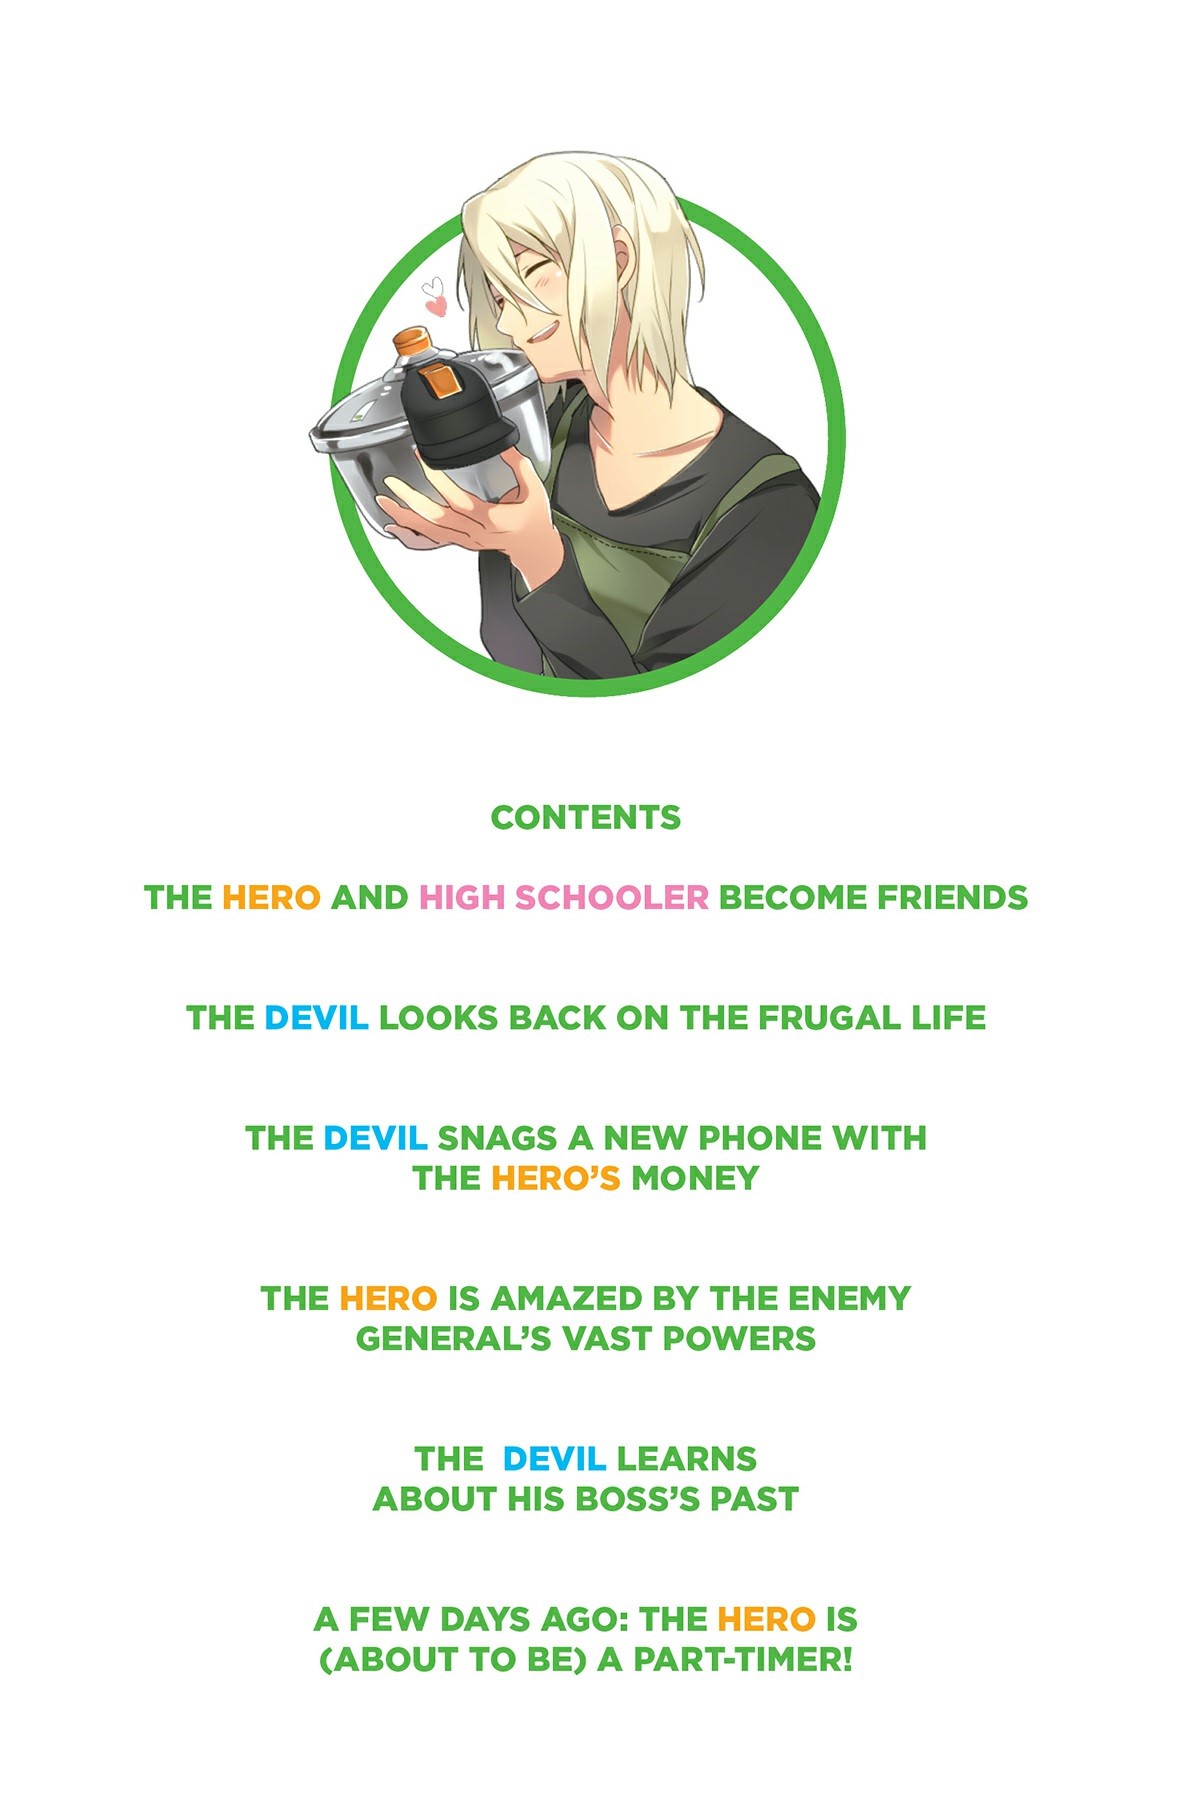 CONTENTS
THE HERO AND HIGH SCHOOLER BECOME FRIENDS
THE DEVIL LOOKS BACK ON THE FRUGAL LIFE
THE DEVIL SNAGS A NEW PHONE WITH
THE HERO’S MONEY
THE HERO IS AMAZED BY THE ENEMY
GENERAL’S VAST POWERS
THE DEVIL LEARNS
ABOUT HIS BOSS’S PAST
A FEW DAYS AGO: THE HERO IS
(ABOUT TO BE) A PART-TIMER!